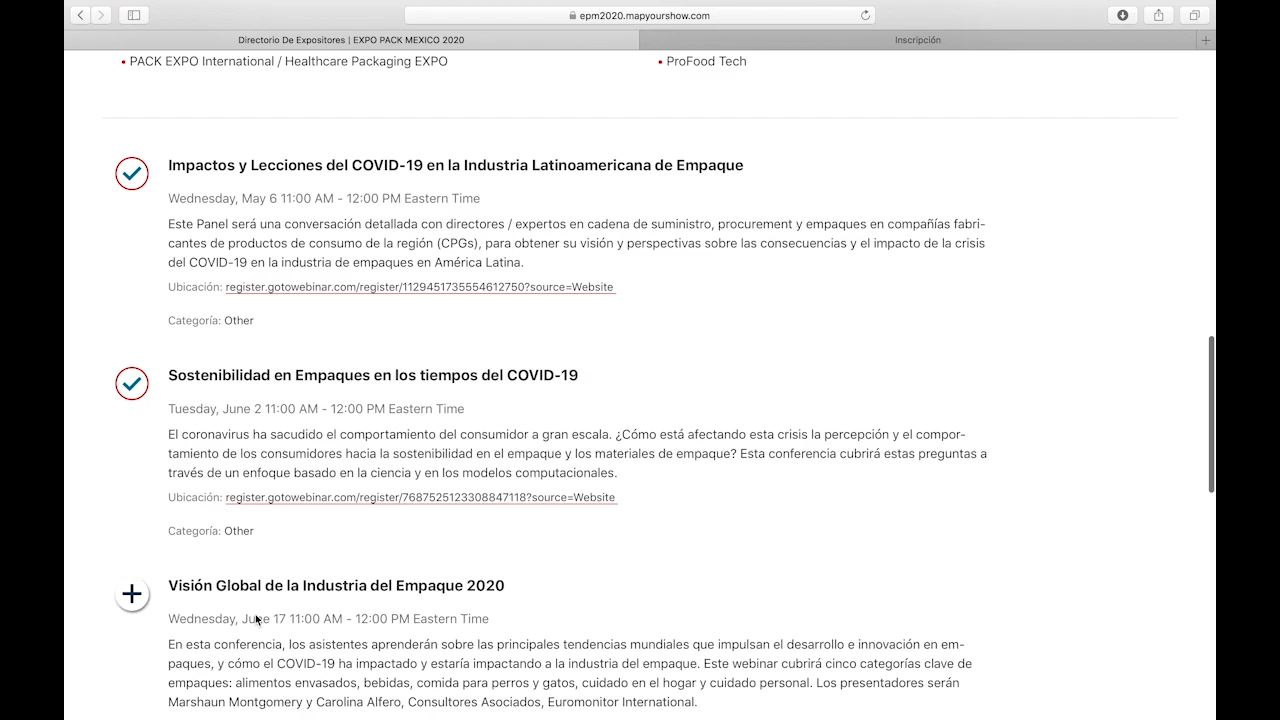 epm2020.mapyourshow.com
Directorio De Expositores | EXPO PACK MEXICO 2020
Inscripción
• PACK EXPO International / Healthcare Packaging EXPO
• ProFood Tech
Impactos y Lecciones del COVID-19 en la Industria Latinoamericana de Empaque
Wednesday, May 6 11:00 AM - 12:00 PM Eastern Time
Este Panel será una conversación detallada con directores / expertos en cadena de suministro, procurement y empaques en compañías fabri-
cantes de productos de consumo de la región (CPGs), para obtener su visión y perspectivas sobre las consecuencias y el impacto de la crisis
del COVID-19 en la industria de empaques en América Latina.
Ubicación: register.gotowebinar.com/register/1129451735554612750?source=Website
Categoría: Other
Sostenibilidad en Empaques en los tiempos del COVID-19
Tuesday, June 2 11:00 AM - 12:00 PM Eastern Time
El coronavirus ha sacudido el comportamiento del consumidor a gran escala. ¿Cómo está afectando esta crisis la percepción y el compor-
tamiento de los consumidores hacia la sostenibilidad en el empaque y los materiales de empaque? Esta conferencia cubrirá estas preguntas a
través de un enfoque basado en la ciencia y en los modelos computacionales.
Ubicación: register.gotowebinar.com/register/7687525123308847118?source=Website
Categoría: Other
Visión Global de la Industria del Empaque 2020
Wednesday, June 17 11:00 AM - 12:00 PM Eastern Time
En esta conferencia, los asistentes aprenderán sobre las principales tendencias mundiales que impulsan el desarrollo e innovación en em-
paques, y cómo el COVID-19 ha impactado y estaría impactando a la industria del empaque. Este webinar cubrirá cinco categorías clave de
empaques: alimentos envasados, bebidas, comida para perros y gatos, cuidado en el hogar y cuidado personal. Los presentadores serán
Marshaun Montgomery y Carolina Alfero, Consultores Asociados, Euromonitor International.